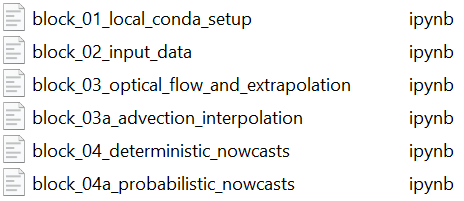 block_01_local_conda_setup ipynb
block_02_input_data ipynb
block_03_optical_flow_and_extrapolation ipynb
block_03a_advection_interpolation ipynb
block_04_deterministic_nowcasts ipynb
block_04a_probabilistic_nowcasts ipynb